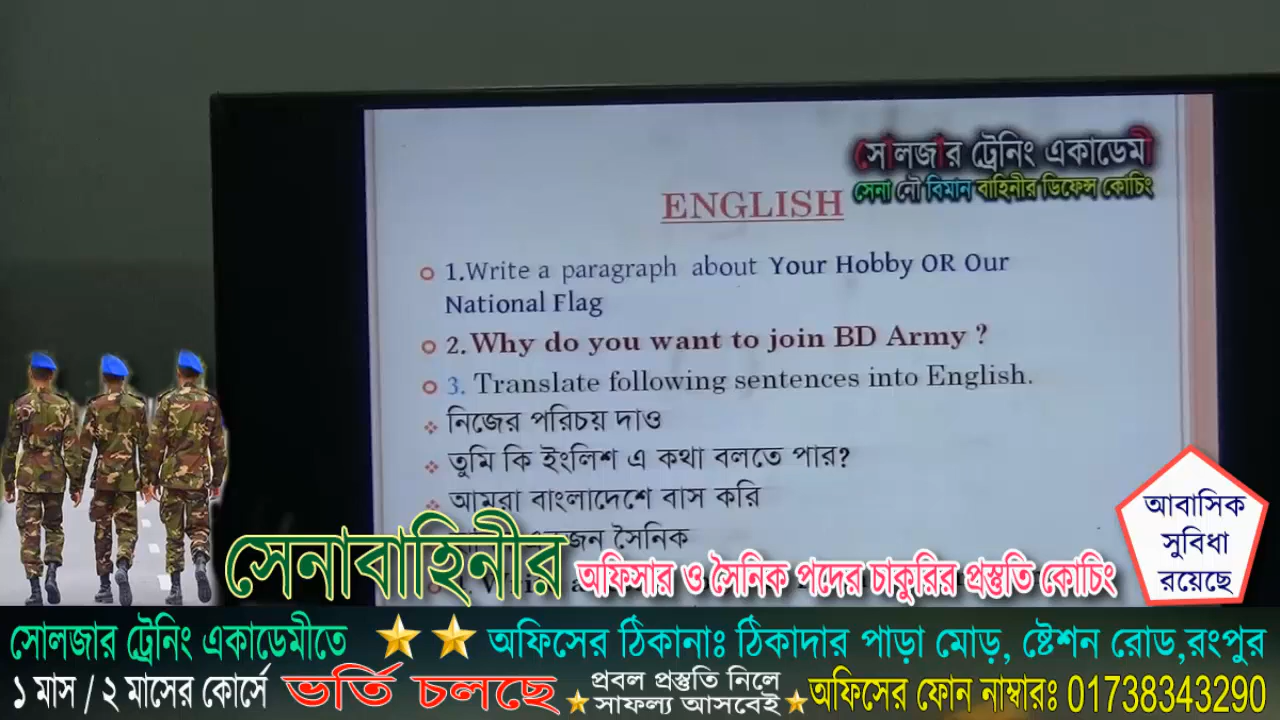 সোলজার ট্রেনিং একাডেমী
সেনা নৌ বিমান বাহিনীর ডিফেন্স কোচিং
ENGLISH
1.Write a paragraph about Your Hobby OR Our
National Flag
2. Why do you want to join BD Army ?
3. Translate following sentences into English.
নিজের পরিচয় দাও
তুমি কি ইংলিশ এ কথা বলতে পার?
আমরা বাংলাদেশে বাস করি
সৈনিক
সেনাবাহিনীর
অফিসার ও সৈনিক পদের চাকুরির প্রস্তুতি কোচিং
আবাসিক
সুবিধা
রয়েছে
সোলজার ট্রেনিং একাডেমীতে
অফিসের ঠিকানাঃ ঠিকাদার পাড়া মোড়, ষ্টেশন রোড,রংপুর
১ মাস / ২ মাসের কোর্সে ভর্তি চলছে
প্রবল প্রস্তুতি নিলে
সাফল্য আসবেই
অফিসের ফোন নাম্বারঃ 01738343290